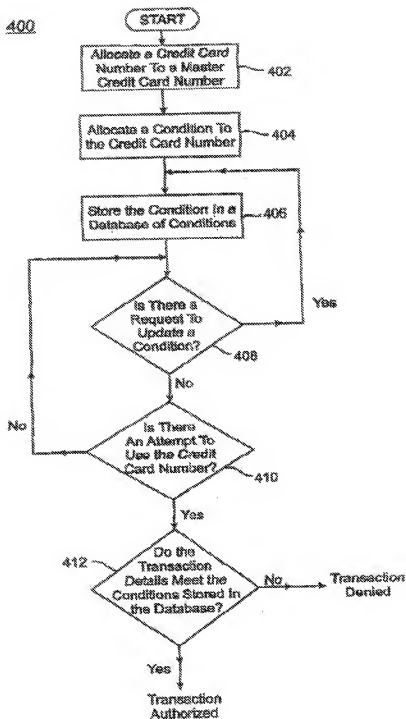 400
START
Allocate a Credit Card
Number To a Master
Credit Card Number
402
Allocate a Condition To
the Credit Card Number
404
Store the Condition In a
Database of Conditions
406
Is There a
Request To
Update a
Condition?
408
Yes
No
Is There
An Attempt To
Use the Credit
Card Number?
410
No
Yes
412
Do the
Transaction
Details Meet the
Conditions Stored In
the Database?
No
Transaction
Denied
Yes
Transaction
Authorized